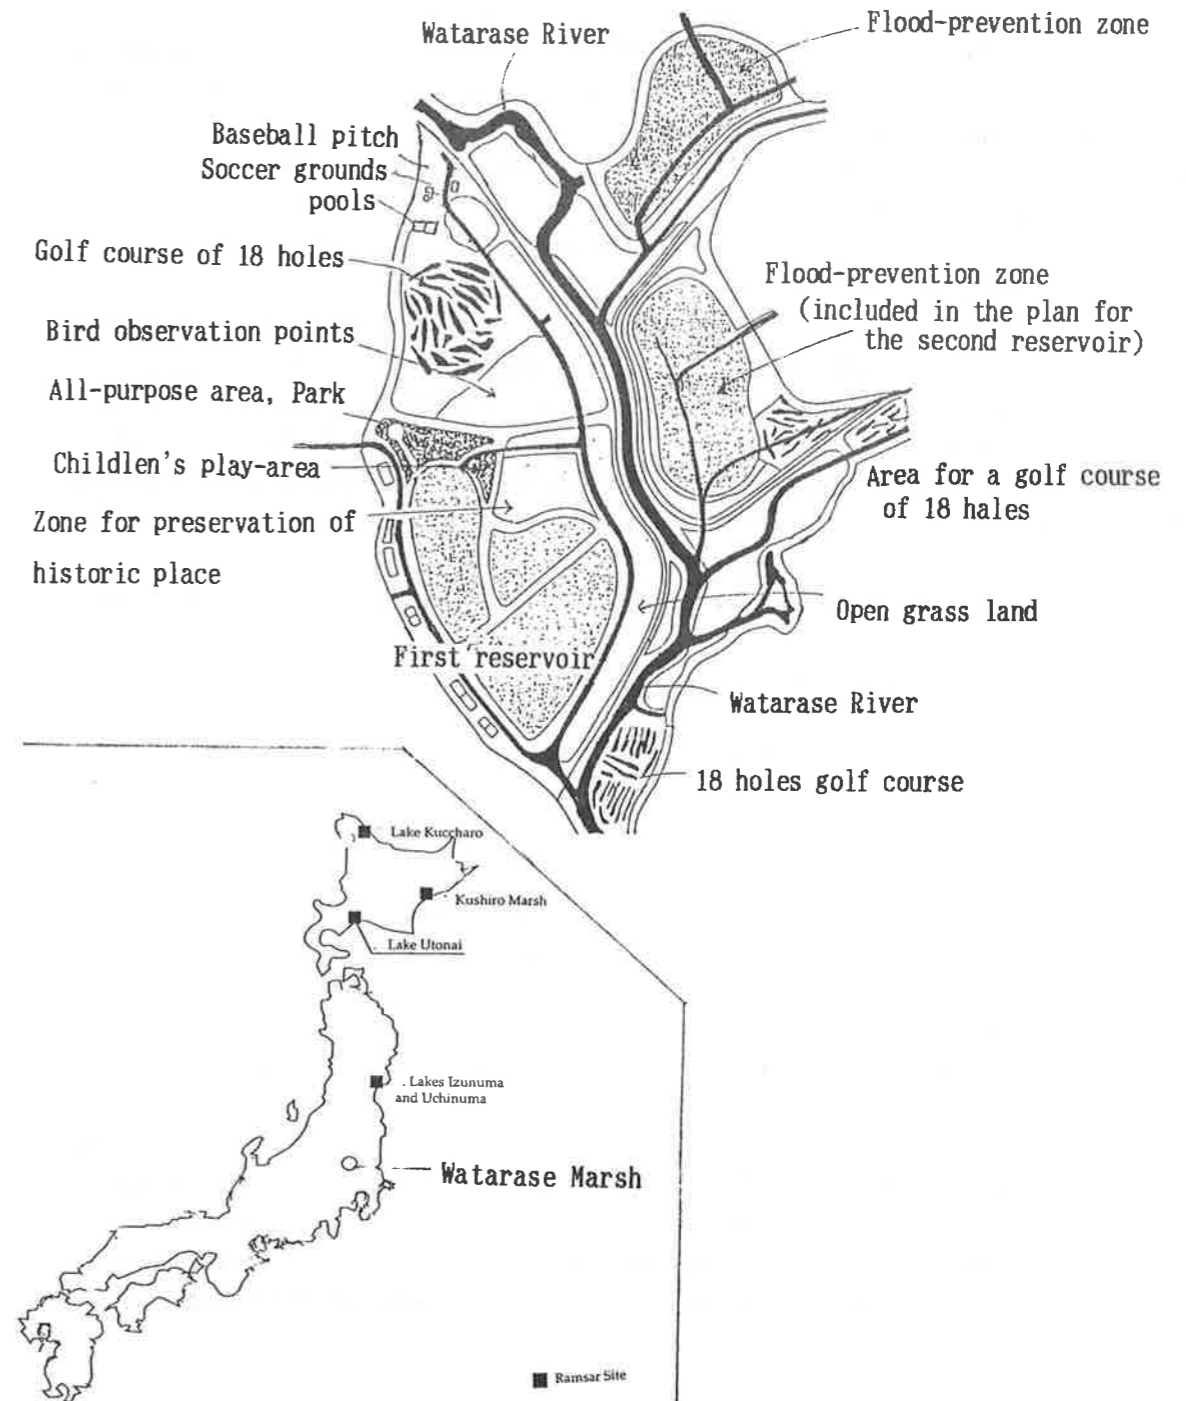 Watarase River
Flood-prevention zone
Baseball pitch
Soccer grounds
pools
Golf course of 18 holes
Flood-prevention zone
(included in the plan for
the second reservoir)
Bird observation points
All-purpose area, Park
Childlen's play-area
Area for a golf course
of 18 hales
Zone for preservation of
historic place
Open grass land
First reservoir
Watarase River
18 holes golf course
Lake Kuccharo
Kushiro Marsh
Lake Utonai
. Lakes Izunuma
and Uchinuma
Watarase Marsh
Ramsar Site